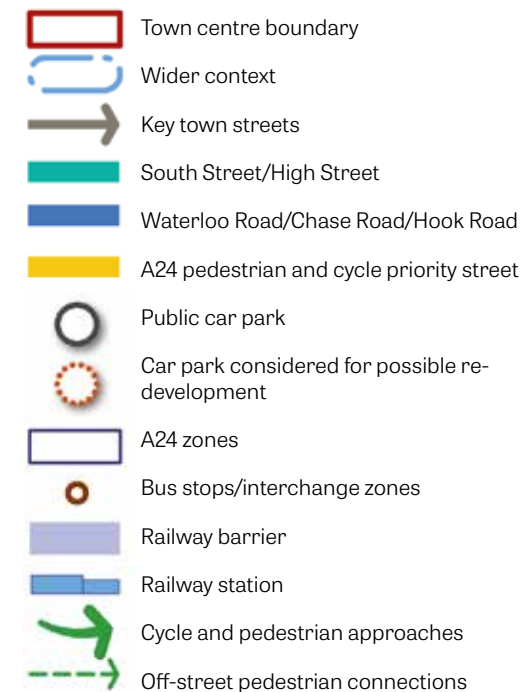 Town centre boundary
Wider context
Key town streets
South Street/High Street
Waterloo Road/Chase Road/Hook Road
A24 pedestrian and cycle priority street
Public car park
Car park considered for possible re-
development
A24 zones
Bus stops/interchange zones
Railway barrier
Railway station
Cycle and pedestrian approaches
Off-street pedestrian connections